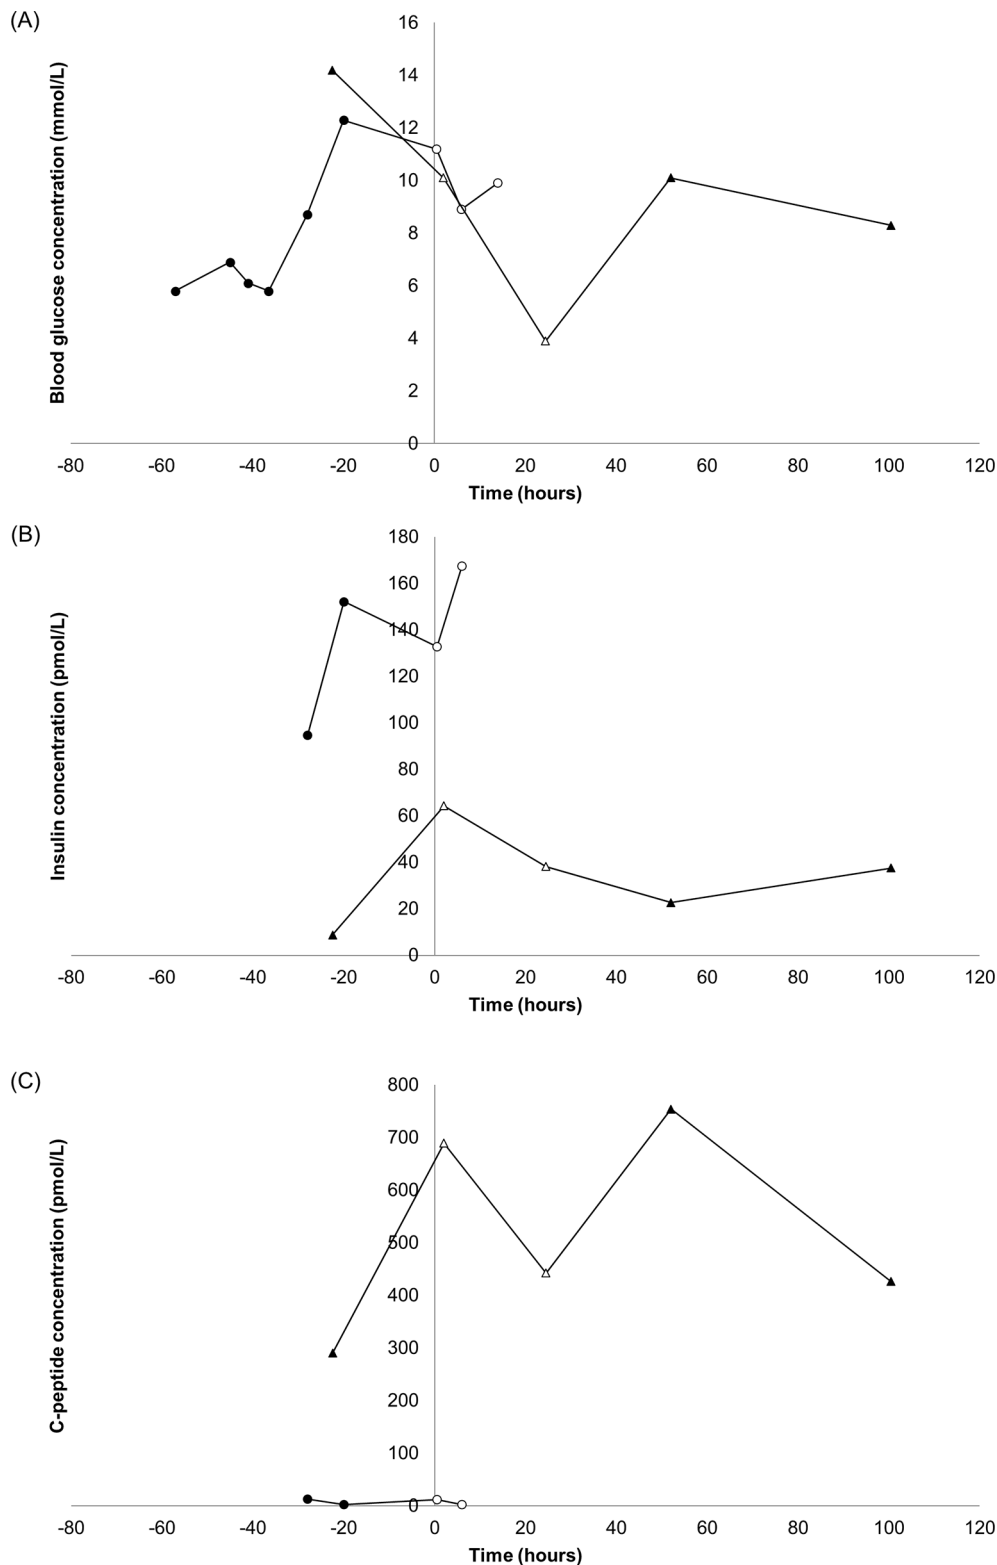 (A)
Blood glucose concentration (mmol/L)
16
14
12
10
8
6
4
2
0
-80 -60 -40 -20 0 20 40 60 80 100 120
Time (hours)
(B)
Insulin concentration (pmol/L)
180
160
140
120
100
80
60
40
20
0
-80 -60 -40 -20 0 20 40 60 80 100 120
Time (hours)
(C)
C-peptide concentration (pmol/L)
800
700
600
500
400
300
200
100
0
-80 -60 -40 -20 0 20 40 60 80 100 120
Time (hours)